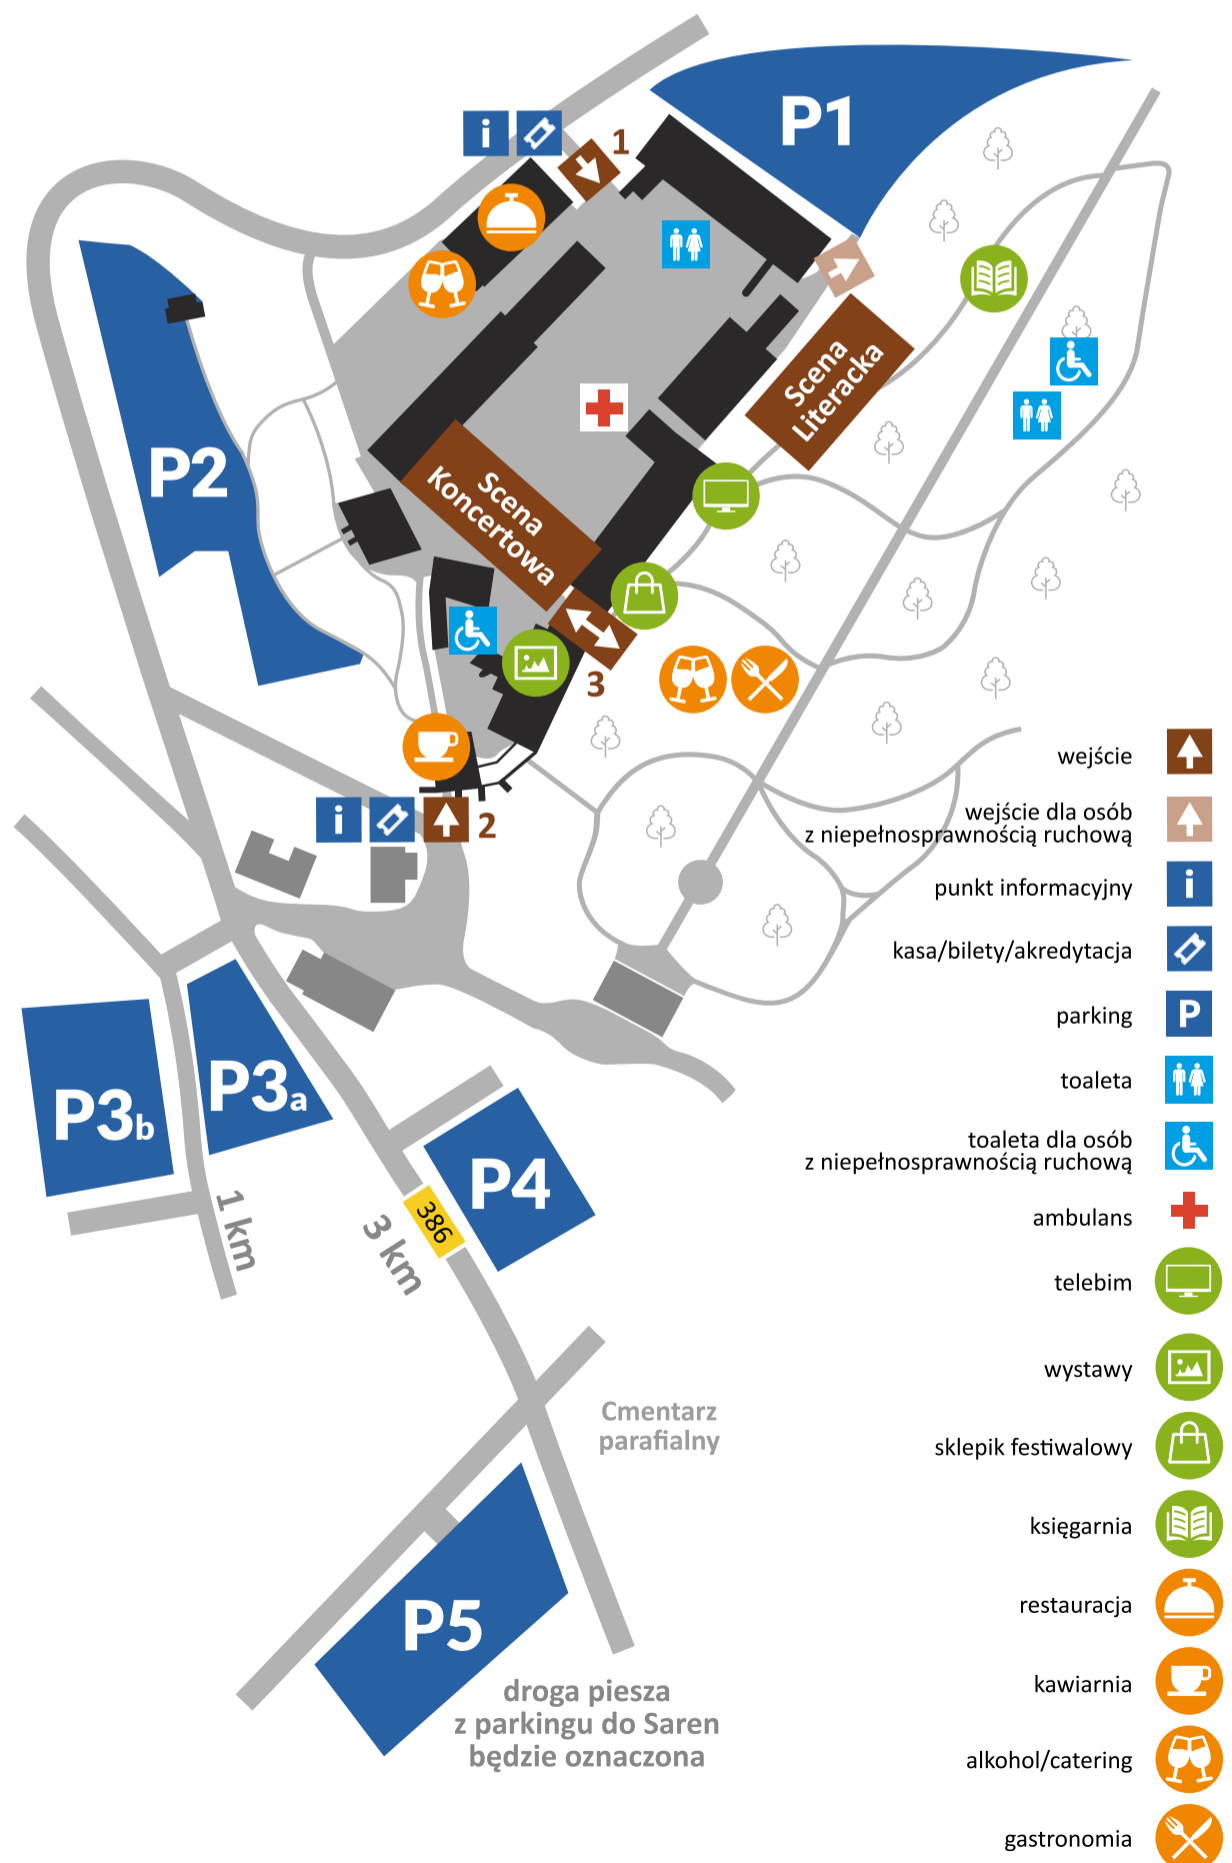 P1
i
1
P2
Scena
Literacka
Scena
Koncertowa
3
i
2
P3b
P3a
P4
1 km
3 km
386
Cmentarz
parafialny
P5
droga piesza
z parkingu do Saren
będzie oznaczona
wejście
wejście dla osób
z niepełnosprawnością ruchową
punkt informacyjny
i
kasa/bilety/akredytacja
parking
P
toaleta
toaleta dla osób
z niepełnosprawnością ruchową
ambulans
telebim
wystawy
sklepik festiwalowy
księgarnia
restauracja
kawiarnia
alkohol/catering
gastronomia